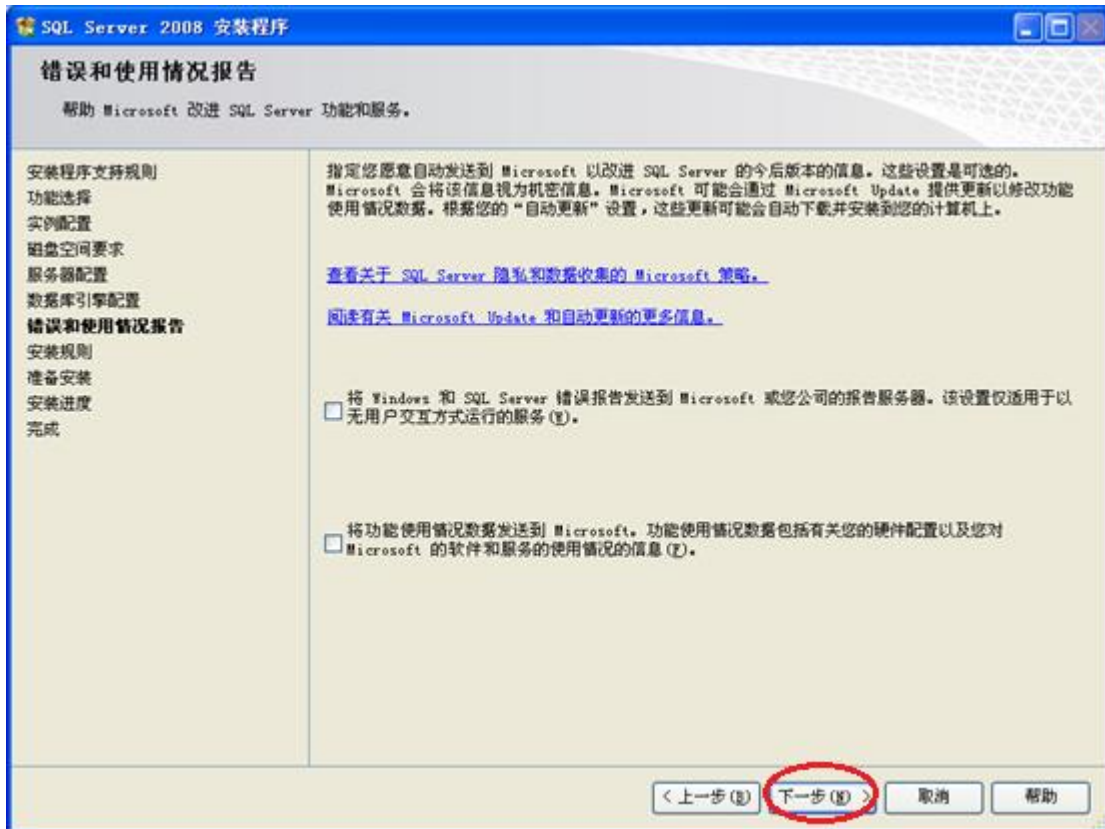 SQL Server 2008 安装程序
错误和使用情况报告
帮助 Microsoft 改进 SQL Server 功能和服务。
安装程序支持规则
功能选择
实例配置
磁盘空间要求
服务器配置
数据库引擎配置
错误和使用情况报告
安装规则
准备安装
安装进度
完成
指定您愿意自动发送到 Microsoft 以改进 SQL Server 的今后版本的信息。这些设置是可选的。
Microsoft 会将该信息视为机密信息。Microsoft 可能会通过 Microsoft Update 提供更新以修改功能
使用情况数据。根据您的“自动更新”设置，这些更新可能会自动下载并安装到您的计算机上。
查看关于 SQL Server 隐私和数据收集的 Microsoft 策略。
阅读有关 Microsoft Update 和自动更新的更多信息。
将 Windows 和 SQL Server 错误报告发送到 Microsoft 或您公司的报告服务器。该设置仅适用于以
无用户交互方式运行的服务(W)。
将功能使用情况数据发送到 Microsoft。功能使用情况数据包括有关您的硬件配置以及您对
Microsoft 的软件和服务的使用情况的信息(F)。
< 上一步(B)
下一步(N) >
取消
帮助